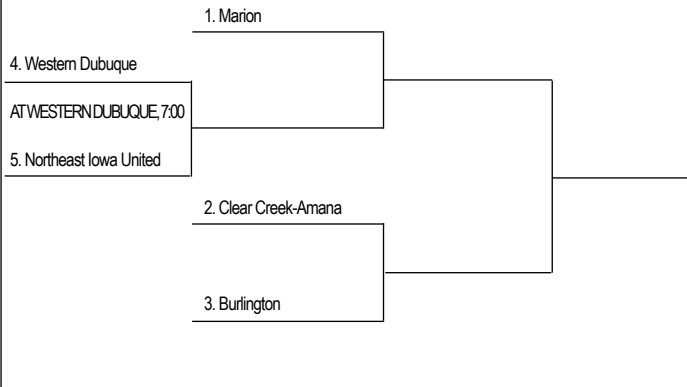 1. Marion
4. Western Dubuque
AT WESTERN DUBUQUE, 7:00
5. Northeast Iowa United
2. Clear Creek-Amana
3. Burlington